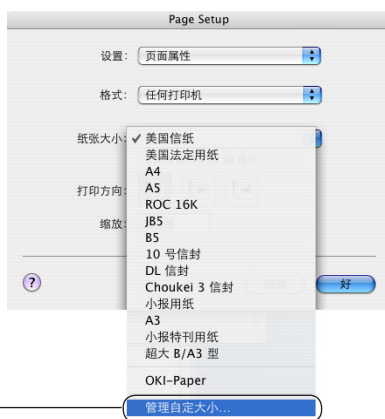 Page Setup
设置: 页面属性
格式: 任何打印机
纸张大小: ✓ 美国信纸
美国法定用纸
A4
A5
打印方向:
ROC 16K
缩放:
JB5
B5
10 号信封
DL 信封
Choukei 3 信封
小报用纸
A3
小报特刊用纸
超大 B/A3 型
OKI-Paper
管理自定大小...
?
好